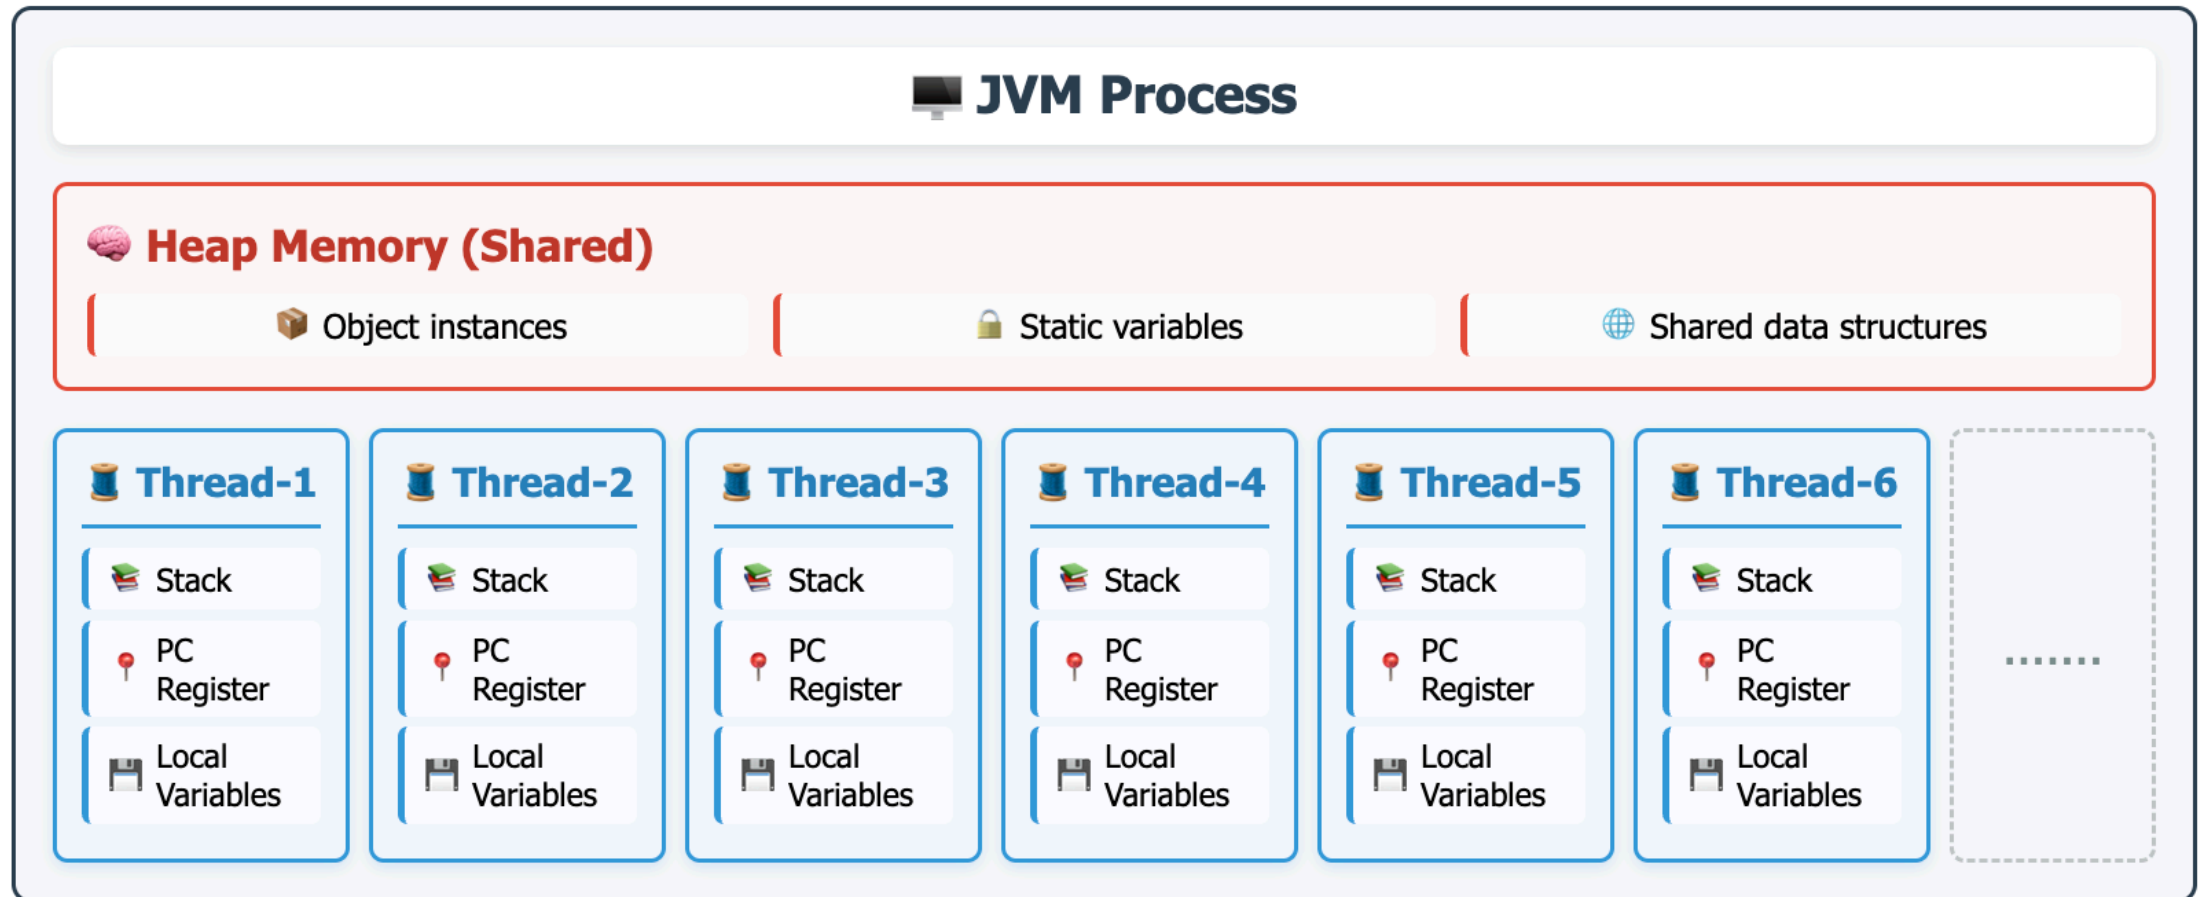 JVM Process
Heap Memory (Shared)
Object instances
Static variables
Shared data structures
Thread-1
Stack
PC
Register
Local
Variables
Thread-2
Stack
PC
Register
Local
Variables
Thread-3
Stack
PC
Register
Local
Variables
Thread-4
Stack
PC
Register
Local
Variables
Thread-5
Stack
PC
Register
Local
Variables
Thread-6
Stack
PC
Register
Local
Variables
.......